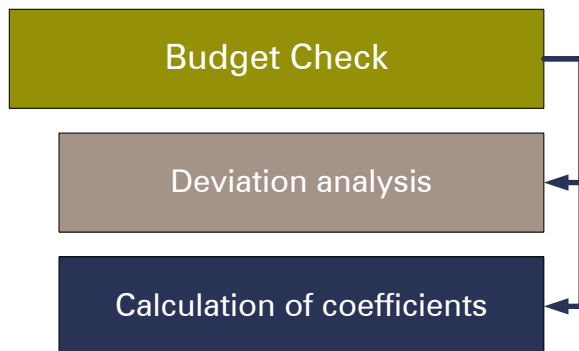 Budget Check
Deviation analysis
Calculation of coefficients